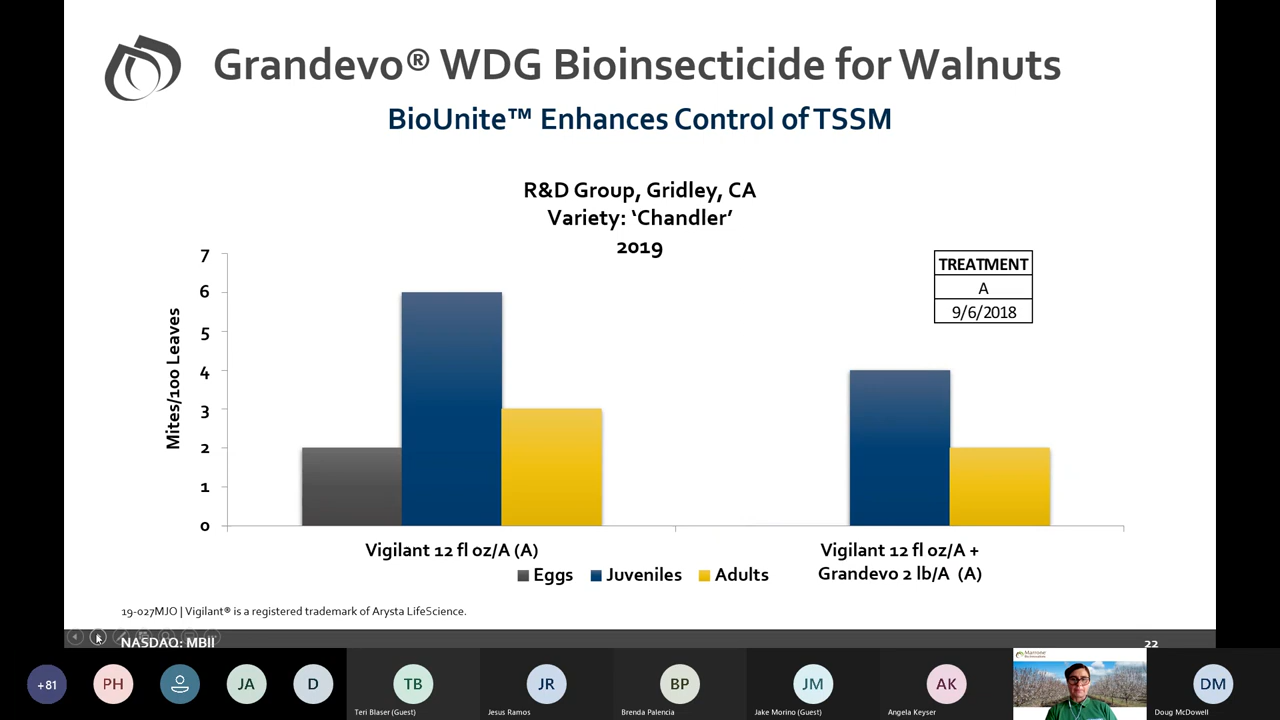 Grandevo® WDG Bioinsecticide for Walnuts
BioUnite™ Enhances Control of TSSM
R&D Group, Gridley, CA
Variety: ‘Chandler’
2019
7
6
5
4
3
2
1
0
Mites/100 Leaves
TREATMENT
A
9/6/2018
Vigilant 12 fl oz/A (A)
Vigilant 12 fl oz/A +
Grandevo 2 lb/A (A)
Eggs Juveniles Adults
19-027MJO | Vigilant® is a registered trademark of Arysta LifeScience.
NASDAQ: MBII
22
+81
PH
JA
D
TB
Teri Blaser (Guest)
JR
Jesus Ramos
BP
Brenda Palencia
JM
Jake Morino (Guest)
AK
Angela Keyser
Marrone
DM
Doug McDowell